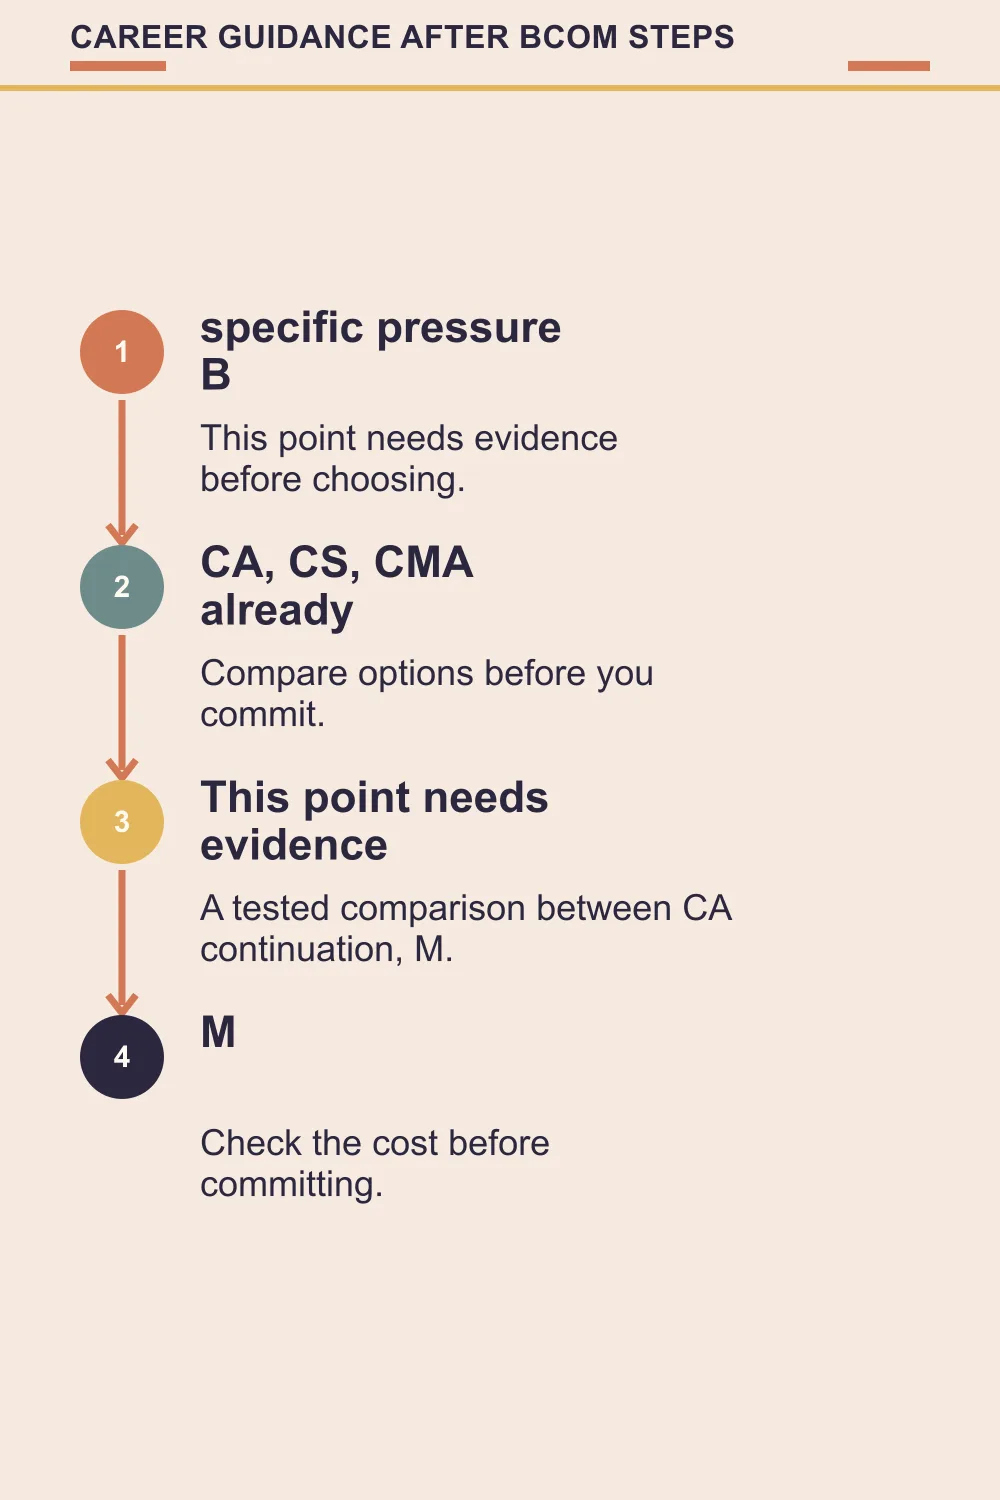 CAREER GUIDANCE AFTER BCOM STEPS
1
specific pressure
B
This point needs evidence
before choosing.
2
CA, CS, CMA
already
Compare options before you
commit.
3
This point needs
evidence
A tested comparison between CA
continuation, M.
4
M
Check the cost before
committing.